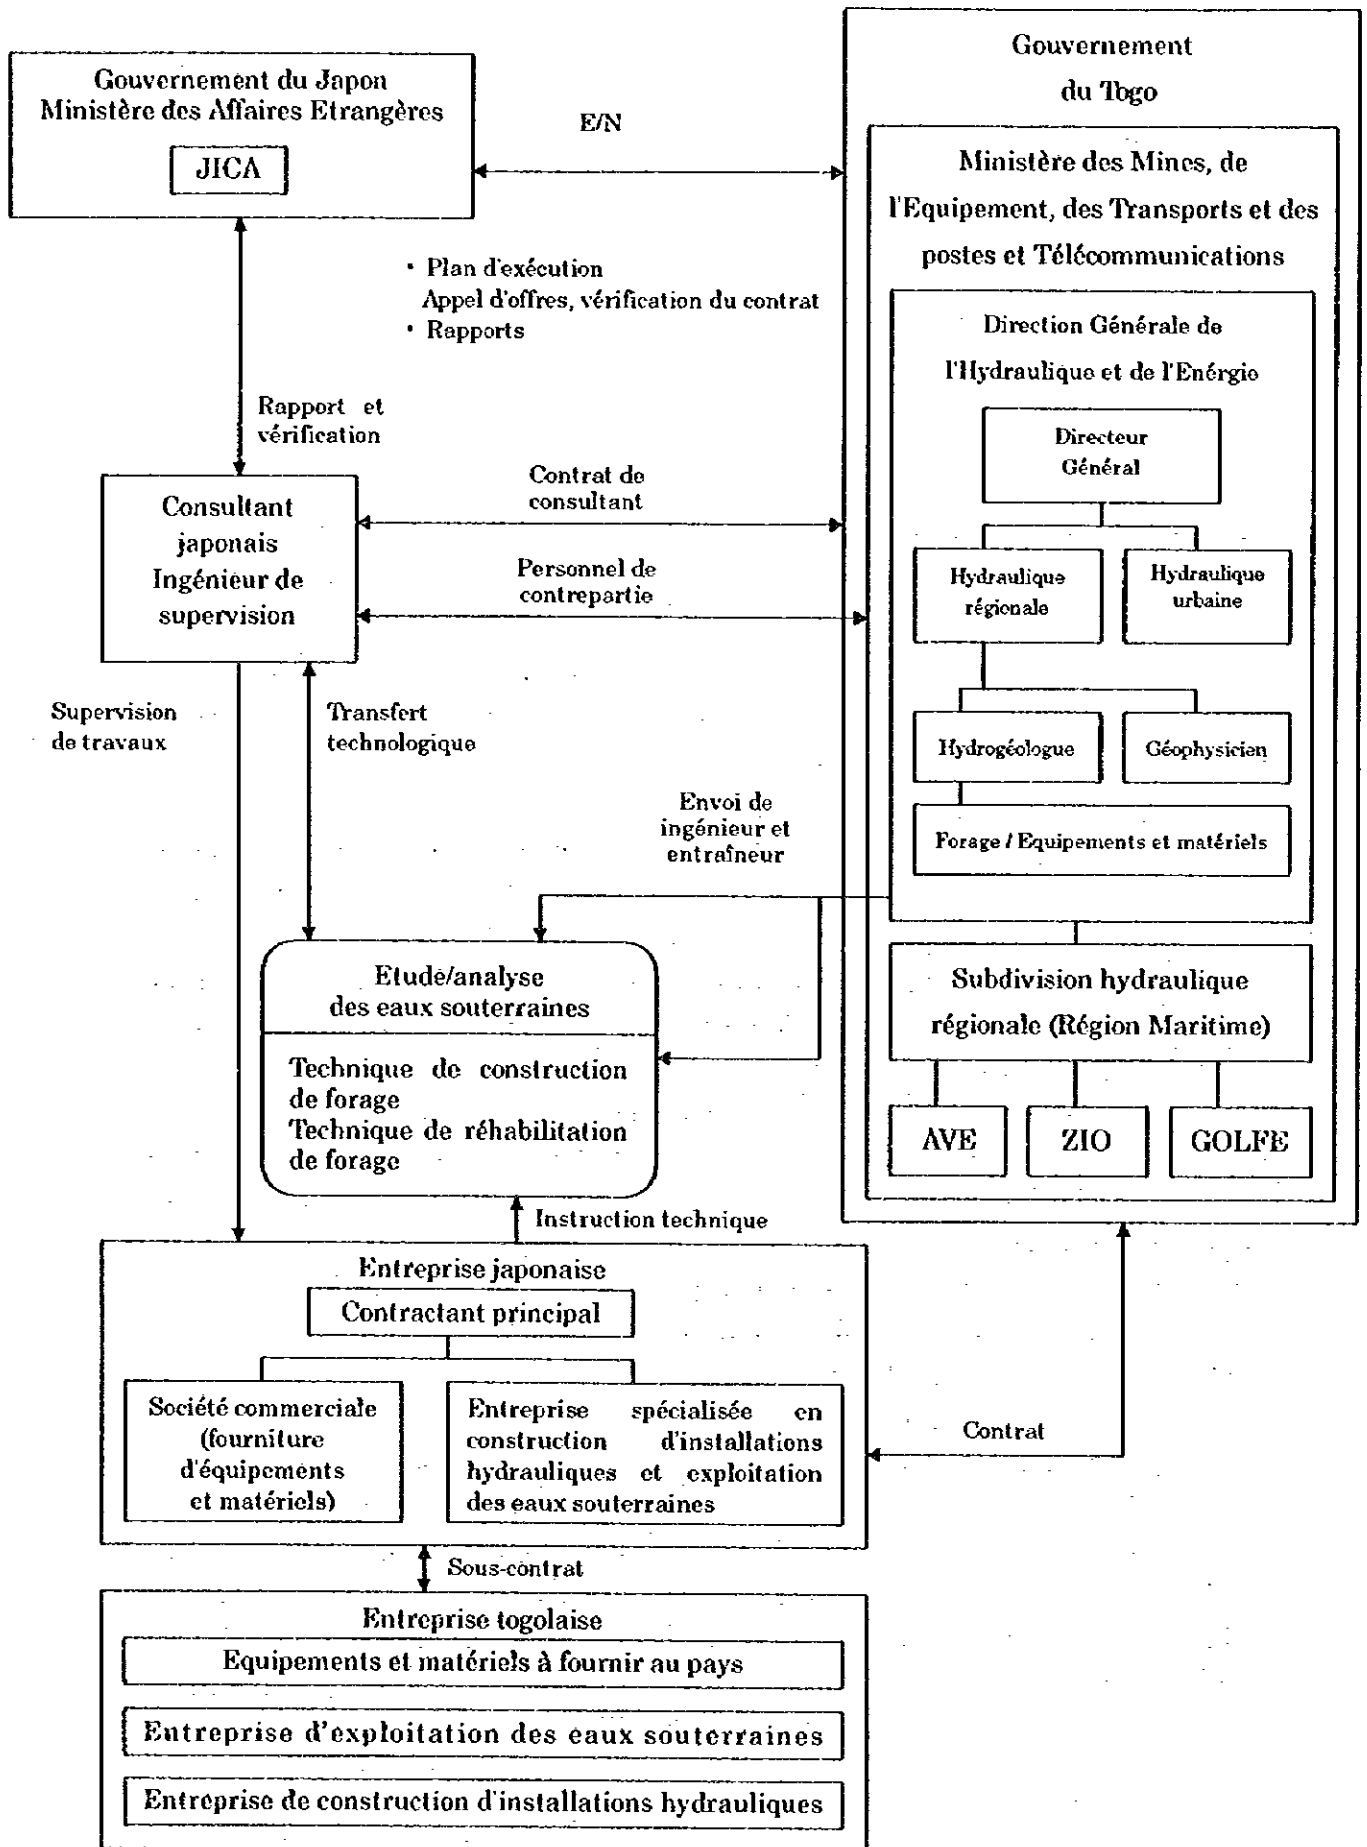 Gouvernement du Japon
Ministère des Affaires Etrangères
JICA
E/N
Gouvernement
du Togo
Ministère des Mines, de
l'Equipement, des Transports et des
postes et Télécommunications
Direction Générale de
l'Hydraulique et de l'Enérgie
Directeur
Général
Hydraulique
régionale
Hydraulique
urbaine
Hydrogéologue
Géophysicien
Forage / Equipements et matériels
Subdivision hydraulique
régionale (Région Maritime)
AVE
ZIO
GOLFE
• Plan d'exécution
Appel d'offres, vérification du contrat
• Rapports
Rapport et
vérification
Consultant
japonais
Ingénieur de
supervision
Contrat de
consultant
Personnel de
contrepartie
Supervision
de travaux
Transfert
technologique
Envoi de
ingénieur et
entraîneur
Etude/analyse
des eaux souterraines
Technique de construction
de forage
Technique de réhabilitation
de forage
Instruction technique
Entreprise japonaise
Contractant principal
Société commerciale
(fourniture
d'équipements
et matériels)
Entreprise spécialisée en
construction d'installations
hydrauliques et exploitation
des eaux souterraines
Contrat
Sous-contrat
Entreprise togolaise
Equipements et matériels à fournir au pays
Entreprise d'exploitation des eaux souterraines
Entreprise de construction d'installations hydrauliques